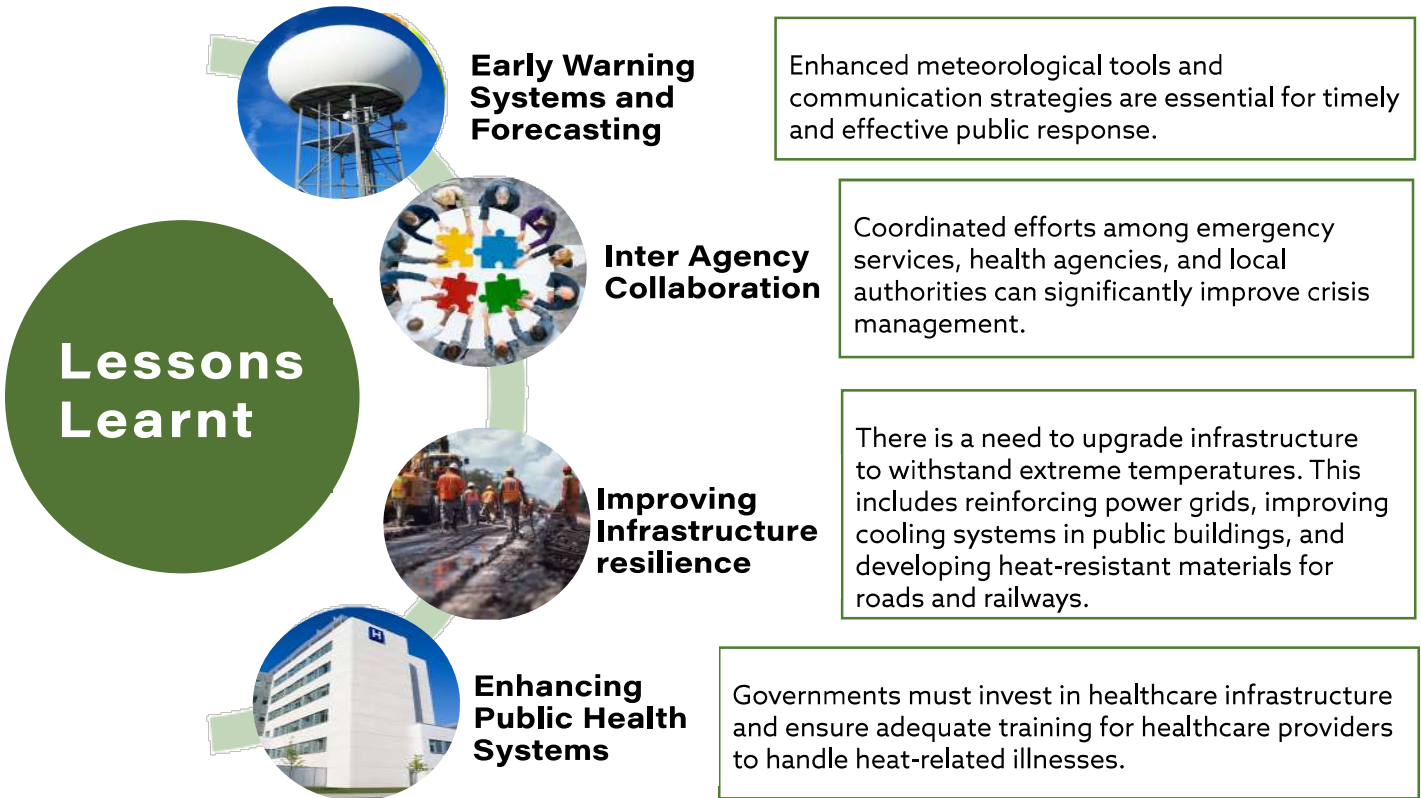 Lessons
Learnt
Early Warning
Systems and
Forecasting
Enhanced meteorological tools and
communication strategies are essential for timely
and effective public response.
Inter Agency
Collaboration
Coordinated efforts among emergency
services, health agencies, and local
authorities can significantly improve crisis
management.
Improving
Infrastructure
resilience
There is a need to upgrade infrastructure
to withstand extreme temperatures. This
includes reinforcing power grids, improving
cooling systems in public buildings, and
developing heat-resistant materials for
roads and railways.
H
Enhancing
Public Health
Systems
Governments must invest in healthcare infrastructure
and ensure adequate training for healthcare providers
to handle heat-related illnesses.